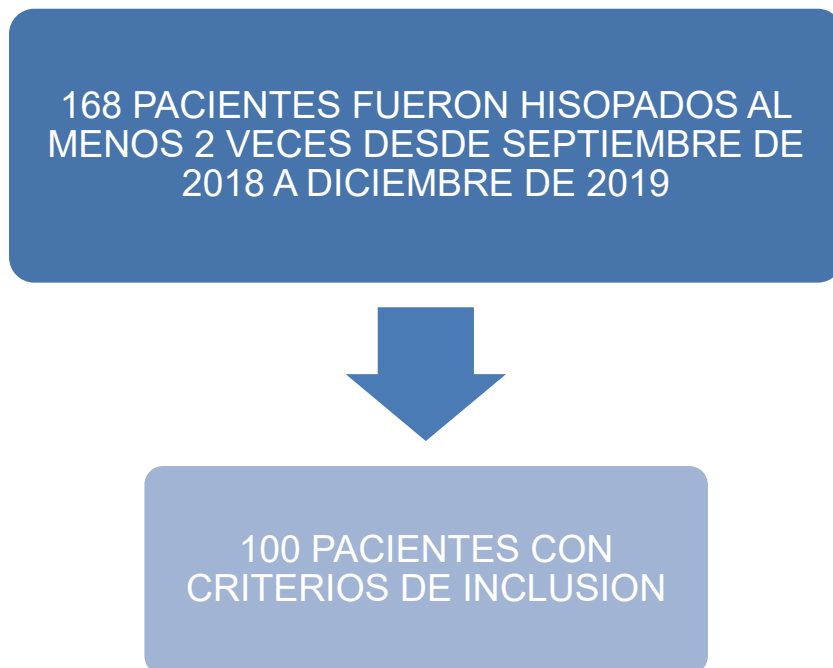 168 PACIENTES FUERON HISOPADOS AL
MENOS 2 VECES DESDE SEPTIEMBRE DE
2018 A DICIEMBRE DE 2019
100 PACIENTES CON
CRITERIOS DE INCLUSION